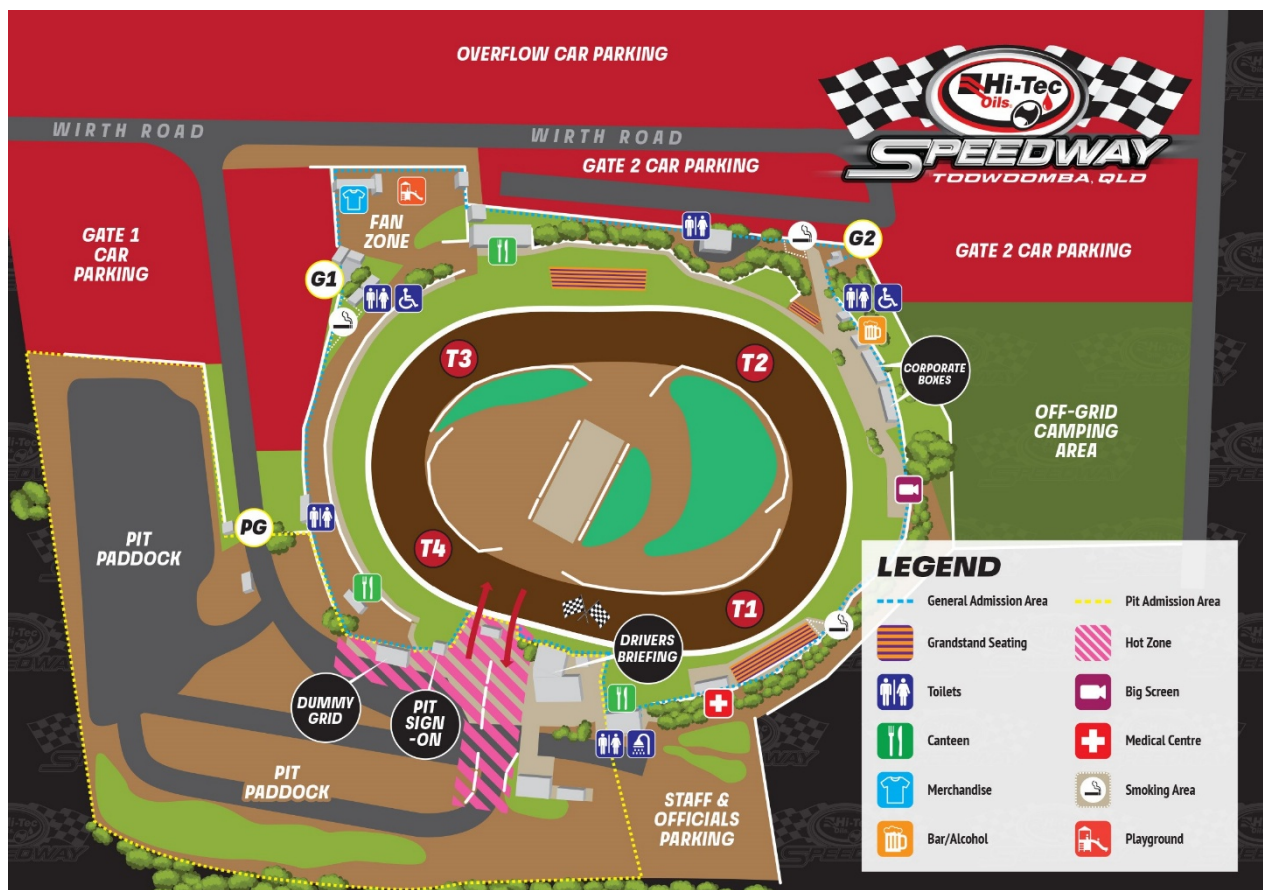 OVERFLOW CAR PARKING
Hi-Tec
Oils
SPEEDWAY
TOOWOOMBA, QLD
WIRTH ROAD
WIRTH ROAD
GATE 2 CAR PARKING
FAN
ZONE
GATE 1
CAR
PARKING
G1
G2
GATE 2 CAR PARKING
T3
T2
CORPORATE
BOXES
OFF-GRID
CAMPING
AREA
PG
PIT
PADDOCK
T4
T1
DRIVERS
BRIEFING
DUMMY
GRID
PIT
SIGN
-ON
PIT
PADDOCK
STAFF &
OFFICIALS
PARKING
LEGEND
General Admission Area
Pit Admission Area
Grandstand Seating
Hot Zone
Toilets
Big Screen
Canteen
Medical Centre
Merchandise
Smoking Area
Bar/Alcohol
Playground